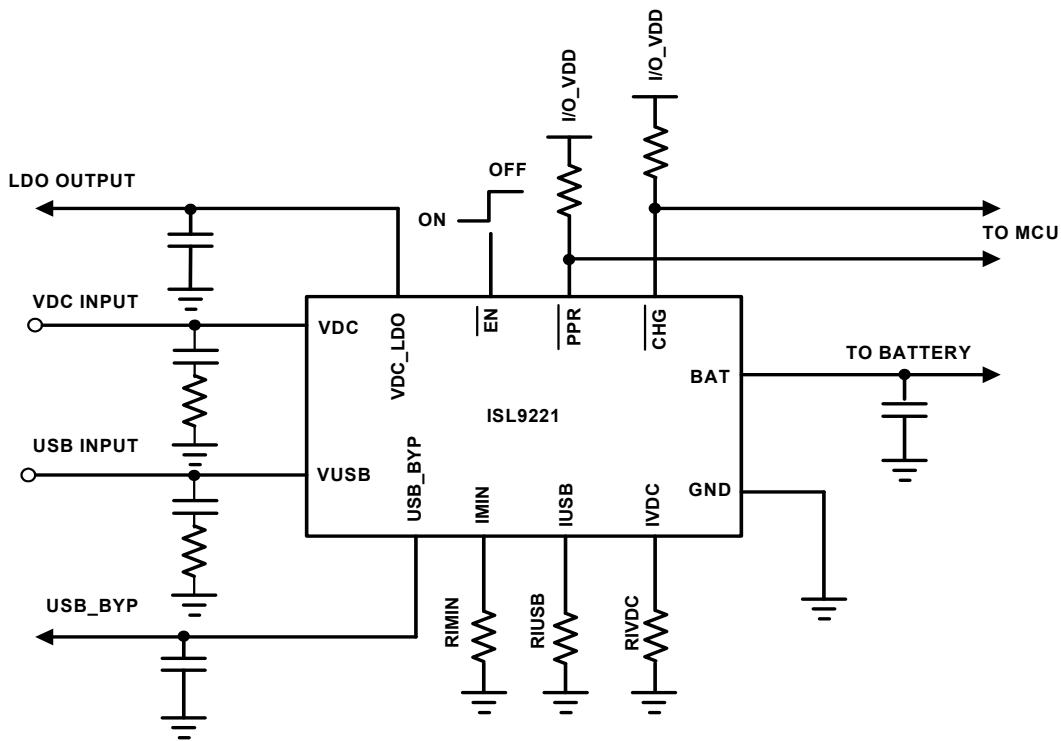 I/O_VDD
I/O_VDD
OFF
LDO OUTPUT
ON
TO MCU
VDC INPUT
VDC
VDC_LDO
EN
PPR
CHG
TO BATTERY
BAT
ISL9221
USB INPUT
VUSB
USB_BYP
IMIN
IUSB
IVDC
GND
USB_BYP
RIMIN
RIUSB
RIVDC